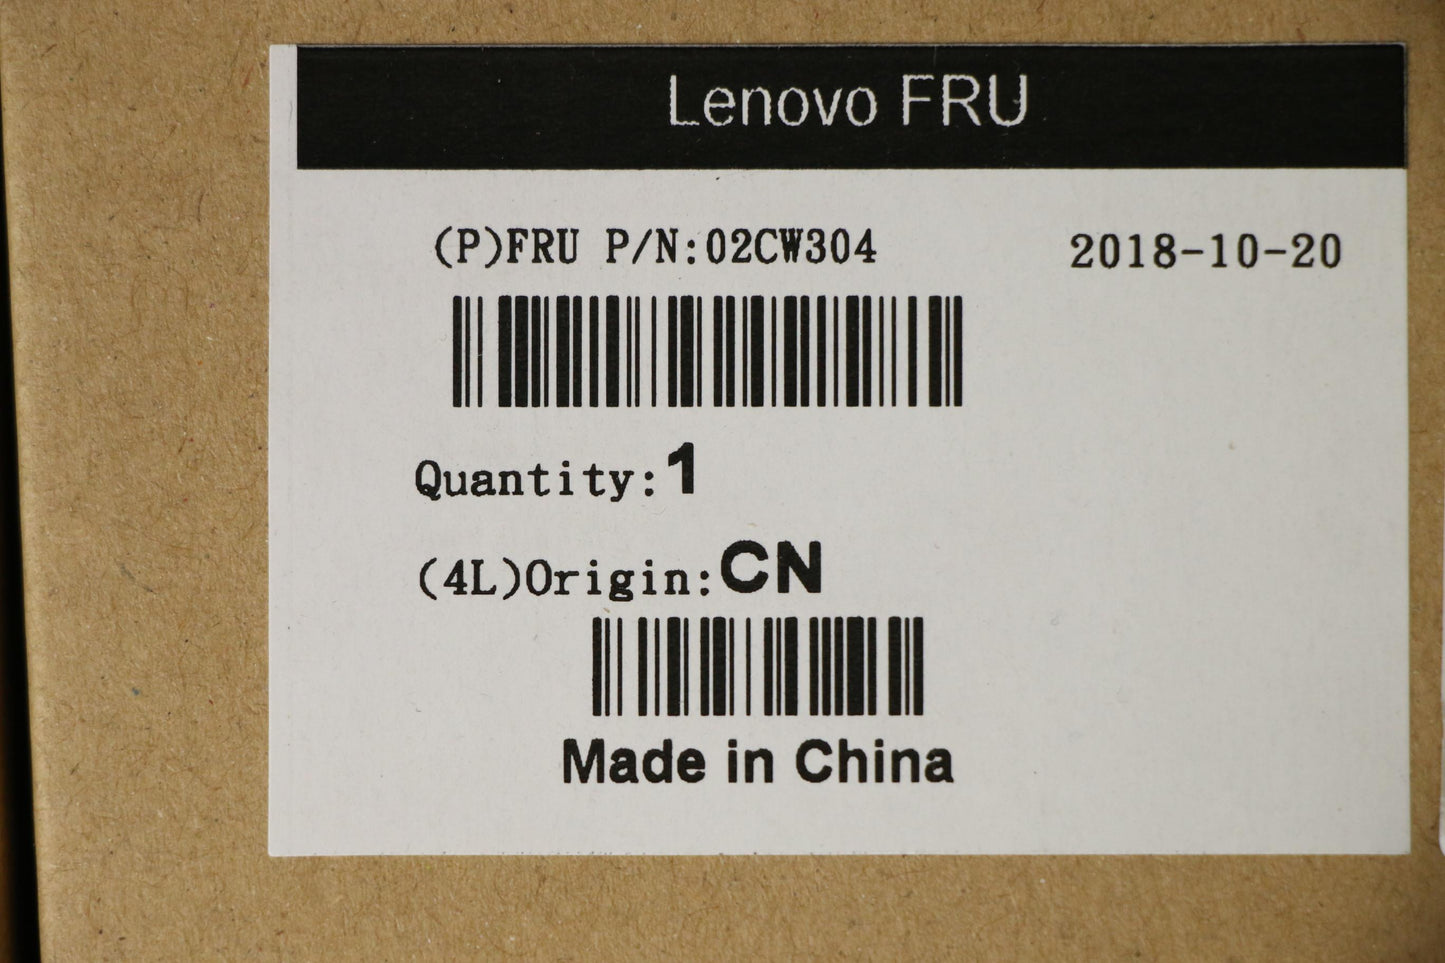 Lenovo FRU
(P)FRU P/N:02CW304 2018-10-20
Quantity:1
(4L)Origin:CN
Made in China